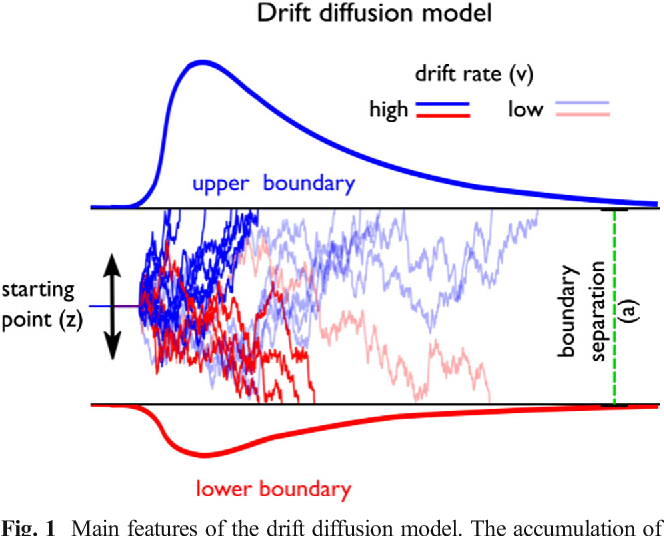 Drift diffusion model
drift rate (v)
high
low
upper boundary
starting
point (z)
boundary
separation
(a)
lower boundary
Fig. 1 Main features of the drift diffusion model. The accumulation of